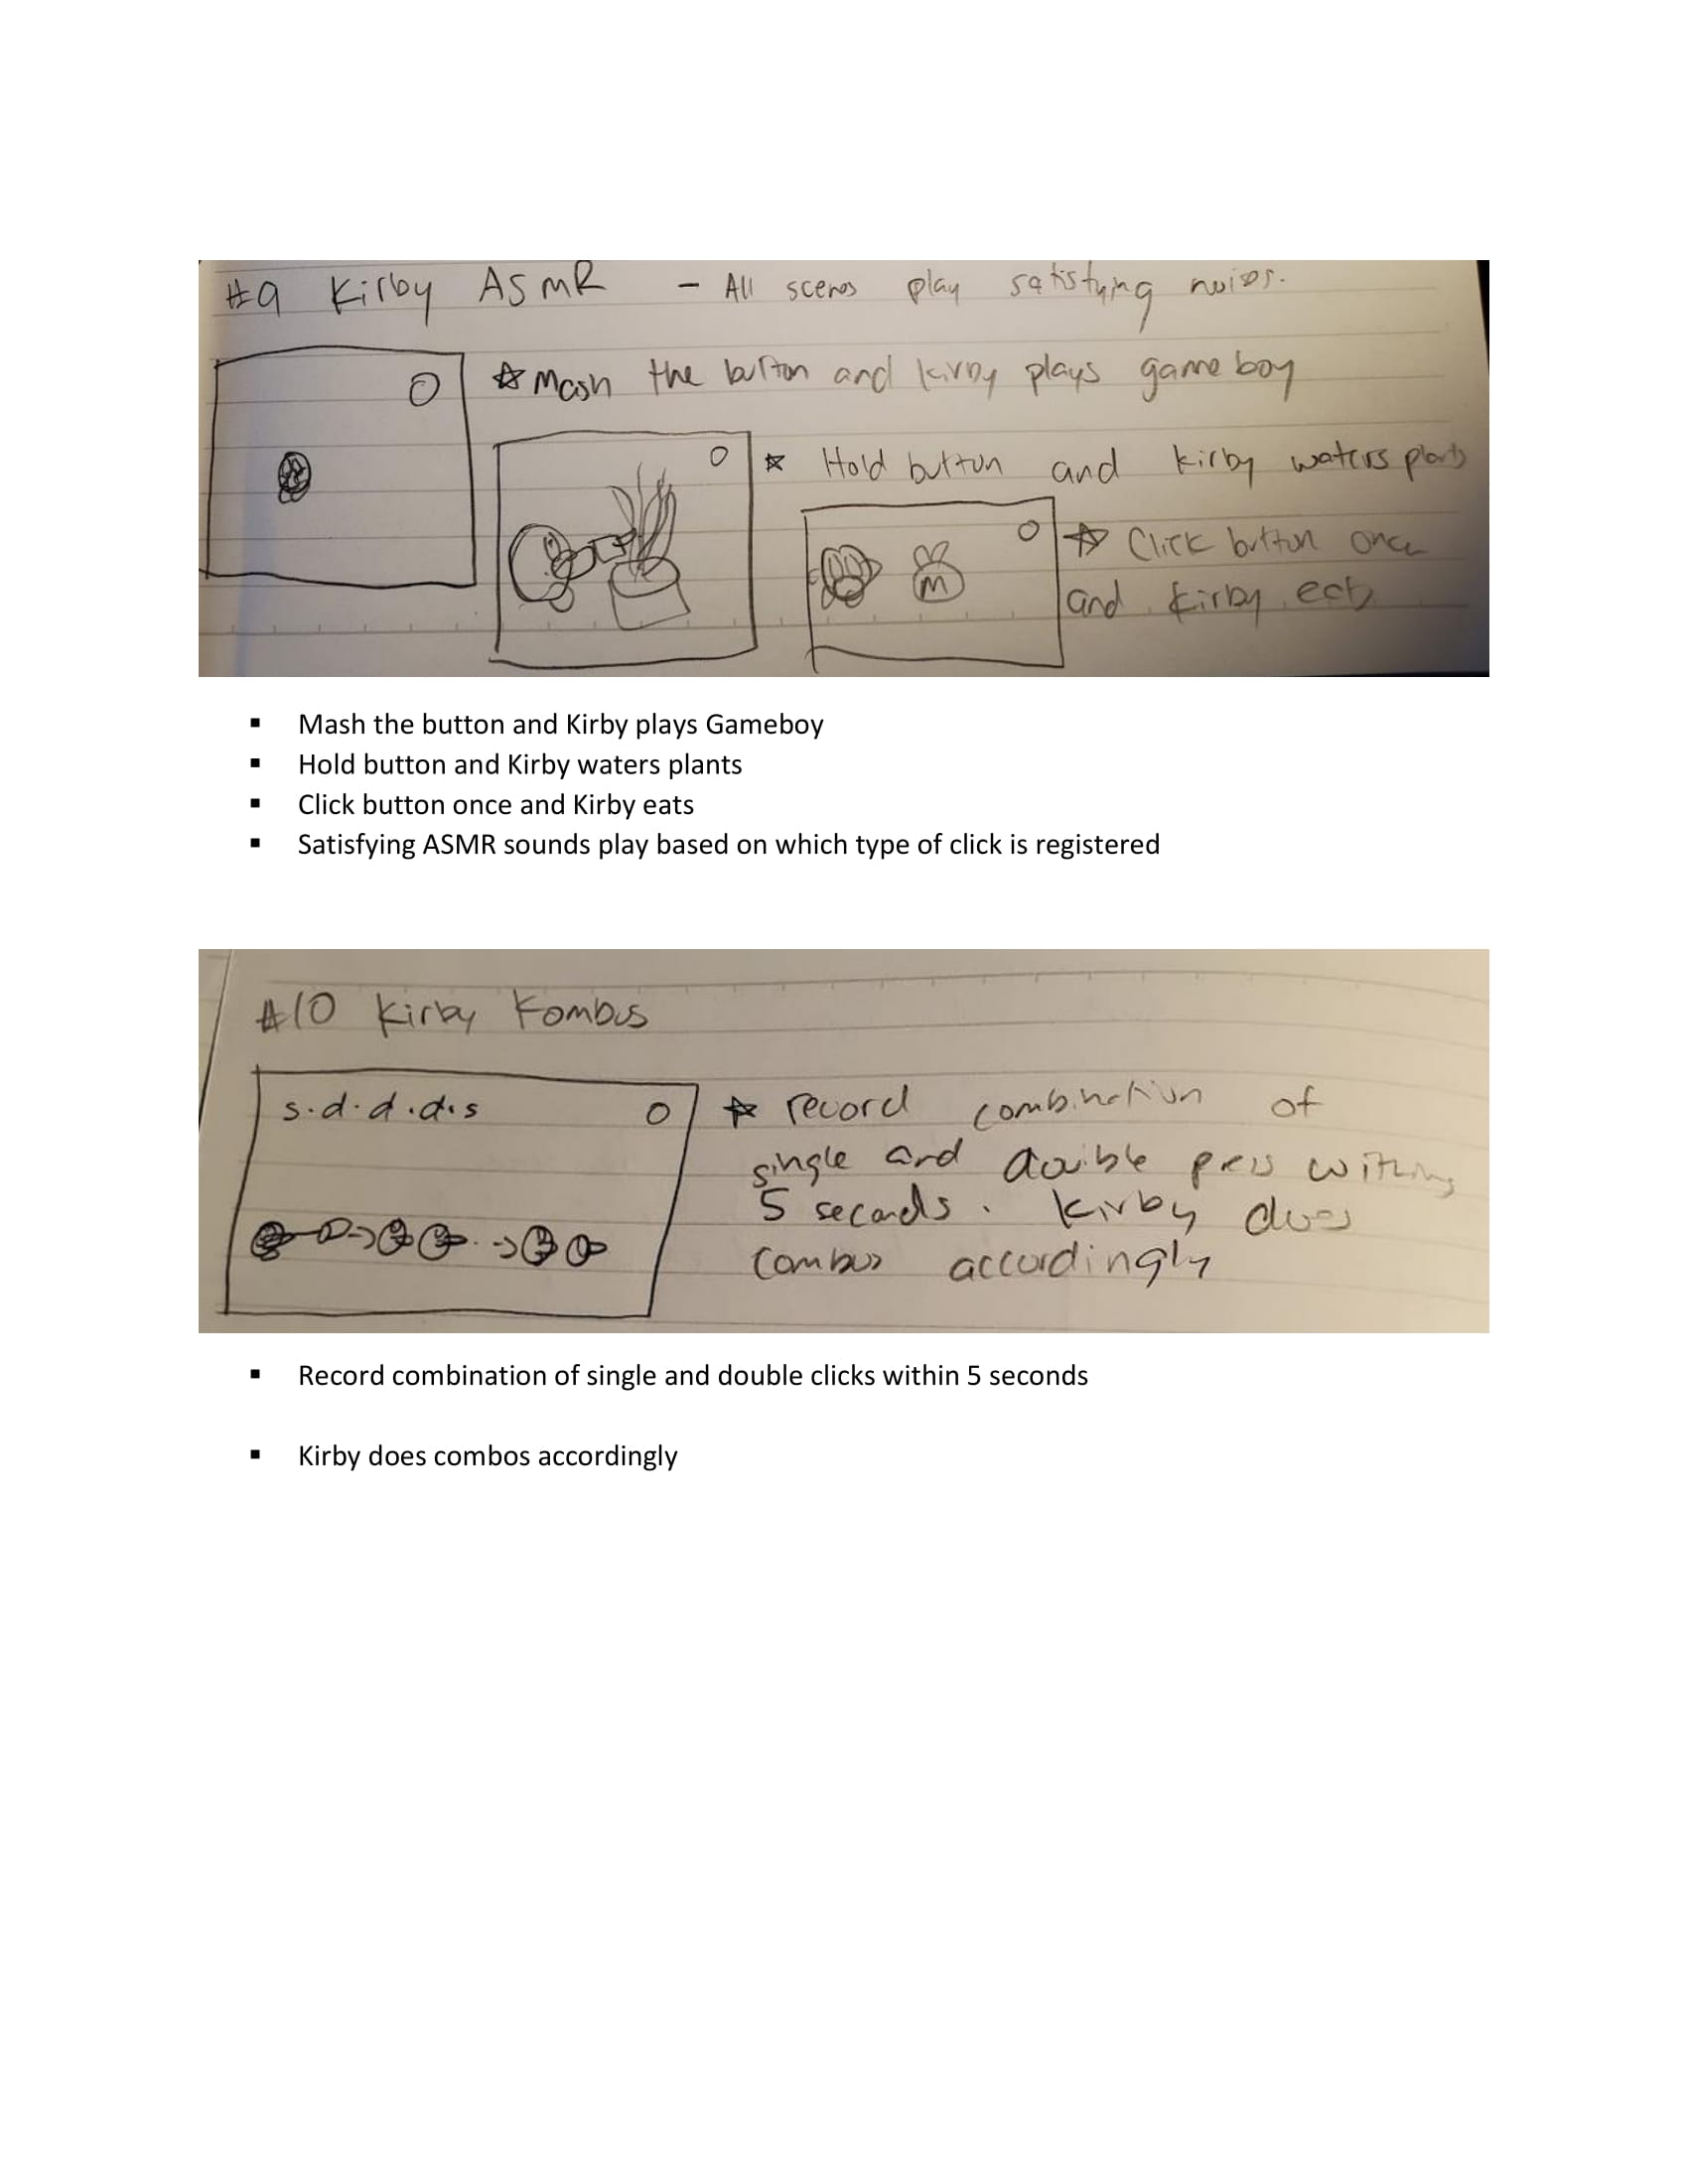 #9 Kirby ASMR - All scenes play satisfying noises.
☆ Mash the button and kirby plays gameboy
☆ Hold button and kirby waters plants
☆ Click button once
and kirby eats
M
▪ Mash the button and Kirby plays Gameboy
▪ Hold button and Kirby waters plants
▪ Click button once and Kirby eats
▪ Satisfying ASMR sounds play based on which type of click is registered
#10 Kirby Kombos
s.d.d.d.s
☆ record combination of
single and double press within
5 seconds. Kirby does
combos accordingly
▪ Record combination of single and double clicks within 5 seconds
▪ Kirby does combos accordingly